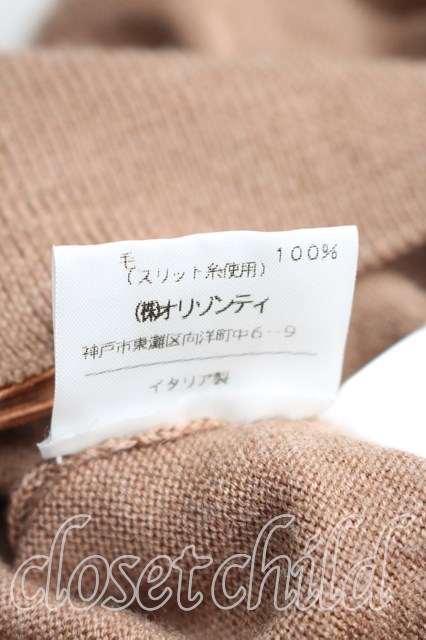 毛 100%
(スリット糸使用)
(株)オリゾンティ
神戸市東灘区向洋町中6-9
イタリア製
closetchild